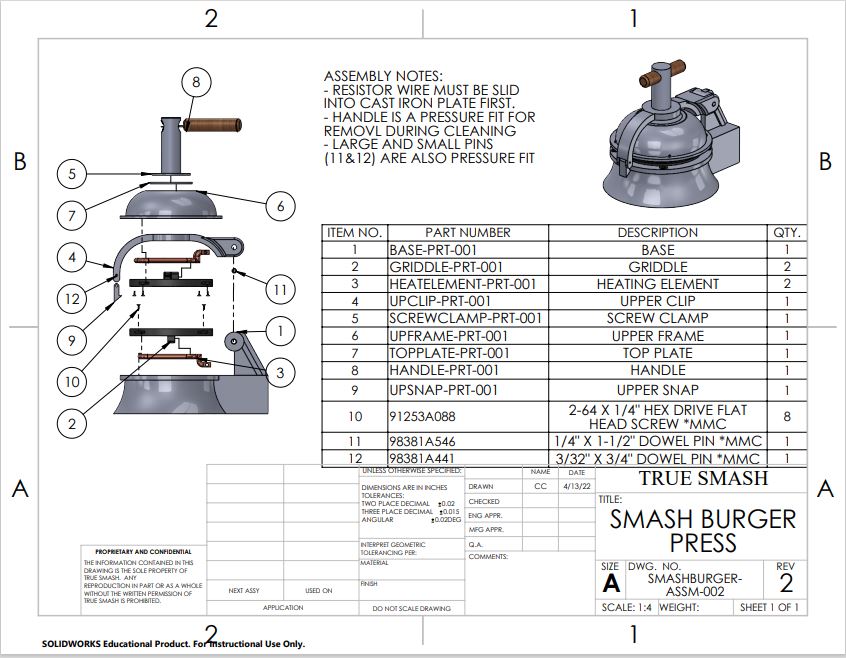 2
1
8
ASSEMBLY NOTES:
- RESISTOR WIRE MUST BE SLID
INTO CAST IRON PLATE FIRST.
- HANDLE IS A PRESSURE FIT FOR
REMOVL DURING CLEANING
- LARGE AND SMALL PINS
(11&12) ARE ALSO PRESSURE FIT
B
B
5
7
6
4
12
11
9
1
10
3
2
ITEM NO. PART NUMBER DESCRIPTION QTY.
1 BASE-PRT-001 BASE 1
2 GRIDDLE-PRT-001 GRIDDLE 2
3 HEATELEMENT-PRT-001 HEATING ELEMENT 2
4 UPCLIP-PRT-001 UPPER CLIP 1
5 SCREWCLAMP-PRT-001 SCREW CLAMP 1
6 UPFRAME-PRT-001 UPPER FRAME 1
7 TOPPLATE-PRT-001 TOP PLATE 1
8 HANDLE-PRT-001 HANDLE 1
9 UPSNAP-PRT-001 UPPER SNAP 1
10 91253A088 2-64 X 1/4" HEX DRIVE FLAT
HEAD SCREW *MMC 8
11 98381A546 1/4" X 1-1/2" DOWEL PIN *MMC 1
12 98381A441 3/32" X 3/4" DOWEL PIN *MMC 1
A
A
PROPRIETARY AND CONFIDENTIAL
THE INFORMATION CONTAINED IN THIS
DRAWING IS THE SOLE PROPERTY OF
TRUE SMASH. ANY
REPRODUCTION IN PART OR AS A WHOLE
WITHOUT THE WRITTEN PERMISSION OF
TRUE SMASH IS PROHIBITED.
NEXT ASSY USED ON
APPLICATION
UNLESS OTHERWISE SPECIFIED:
DIMENSIONS ARE IN INCHES
TOLERANCES:
TWO PLACE DECIMAL ±0.02
THREE PLACE DECIMAL ±0.015
ANGULAR ±0.02DEG
INTERPRET GEOMETRIC
TOLERANCING PER:
MATERIAL
FINISH
DO NOT SCALE DRAWING
NAME DATE
DRAWN CC 4/13/22
CHECKED
ENG APPR.
MFG APPR.
Q.A.
COMMENTS:
TRUE SMASH
TITLE:
SMASH BURGER
PRESS
SIZE DWG. NO. REV
A SMASHBURGER-
ASSM-002 2
SCALE: 1:4 WEIGHT: SHEET 1 OF 1
2
1
SOLIDWORKS Educational Product. For Instructional Use Only.